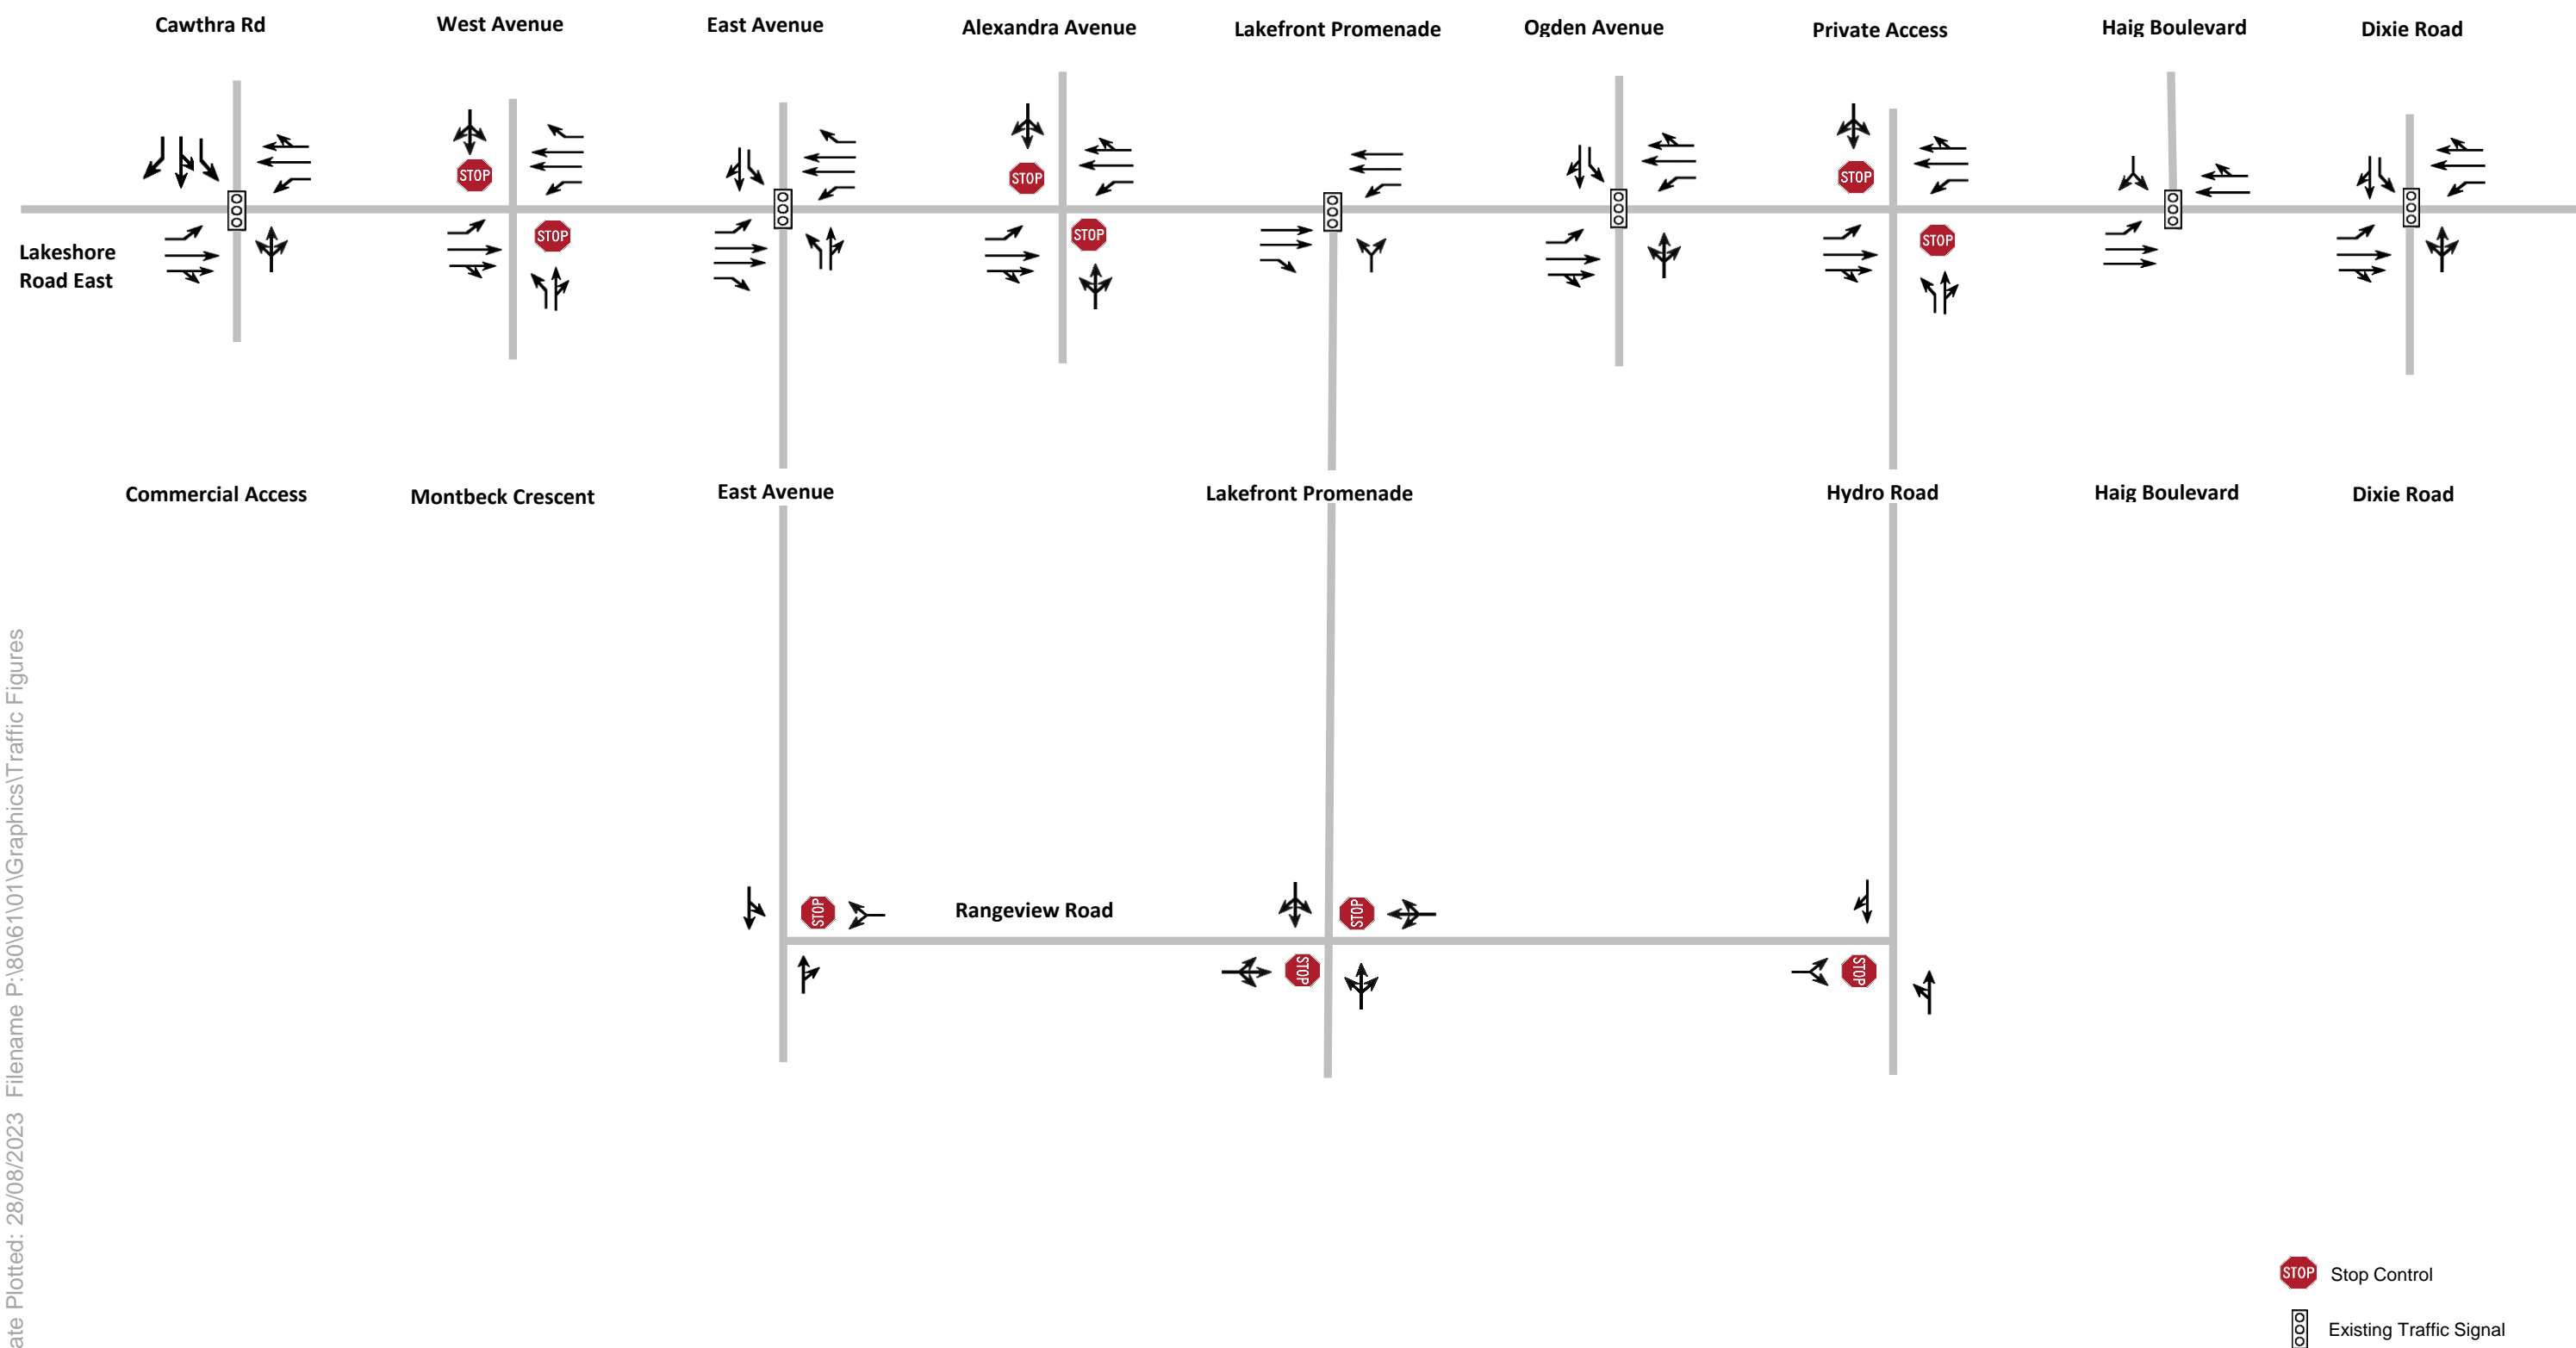 Cawthra Rd
West Avenue
East Avenue
Alexandra Avenue
Lakefront Promenade
Ogden Avenue
Private Access
Haig Boulevard
Dixie Road
STOP
STOP
STOP
STOP
STOP
STOP
Lakeshore
Road East
Commercial Access
Montbeck Crescent
East Avenue
Lakefront Promenade
Hydro Road
Haig Boulevard
Dixie Road
STOP
Rangeview Road
STOP
STOP
STOP
STOP Stop Control
Existing Traffic Signal
ate Plotted: 28/08/2023 Filename P:\80\61\01\Graphics\Traffic Figures